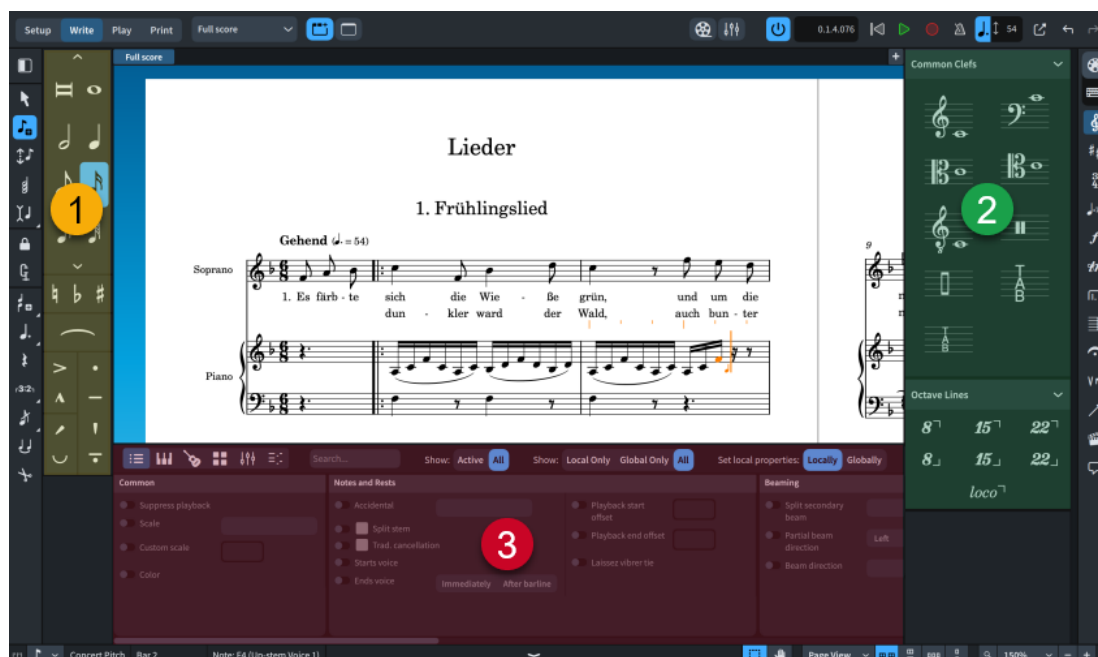 Setup Write Play Print Full score 0.1.4.076 54
Full score
Common Clefs
Lieder
1. Frühlingslied
Gehend (♩. = 54)
9
Soprano
1. Es färb - te sich die Wie - ße grün, und um die
dun - kler ward der Wald, auch bun - ter
Piano
1
2
Octave Lines
8 15 22
8 15 22
loco
Search... Show: Active All Show: Local Only Global Only All Set local properties: Locally Globally
Common
Suppress playback
Scale
Custom scale
Color
Notes and Rests
Accidental
Split stem
Trad. cancellation
Starts voice
Ends voice
Immediately After barline
3
Playback start
offset
Playback end offset
Laissez vibrer tie
Beaming
Split secondary
beam
Partial beam
direction
Left
Beam direction
Concert Pitch Bar 2 Note: F4 (Up-stem Voice 1) Page View 150%